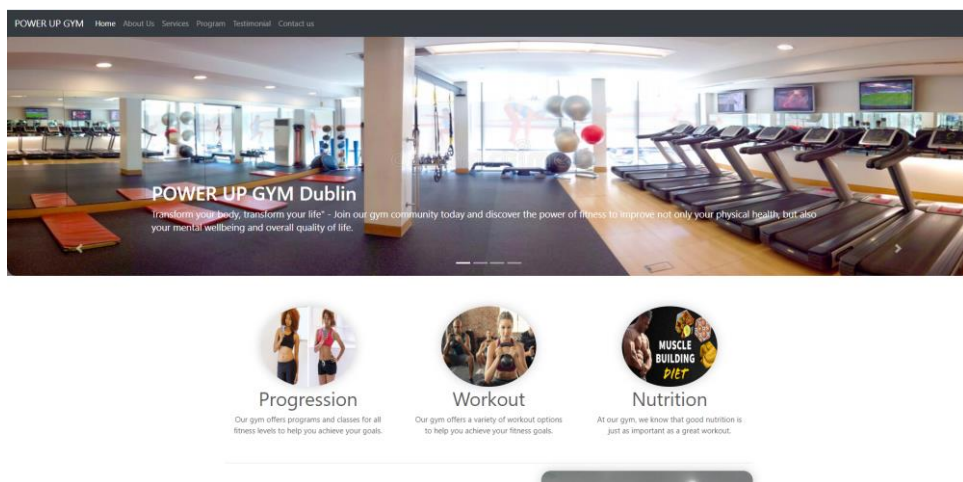 POWER UP GYM Home About Us Services Program Testimonial Contact us
POWER UP GYM Dublin
Transform your body, transform your life" - Join our gym community today and discover the power of fitness to improve not only your physical health, but also
your mental wellbeing and overall quality of life.
MUSCLE
BUILDING
DIET
Progression
Our gym offers programs and classes for all
fitness levels to help you achieve your goals.
Workout
Our gym offers a variety of workout options
to help you achieve your fitness goals.
Nutrition
At our gym, we know that good nutrition is
just as important as a great workout.